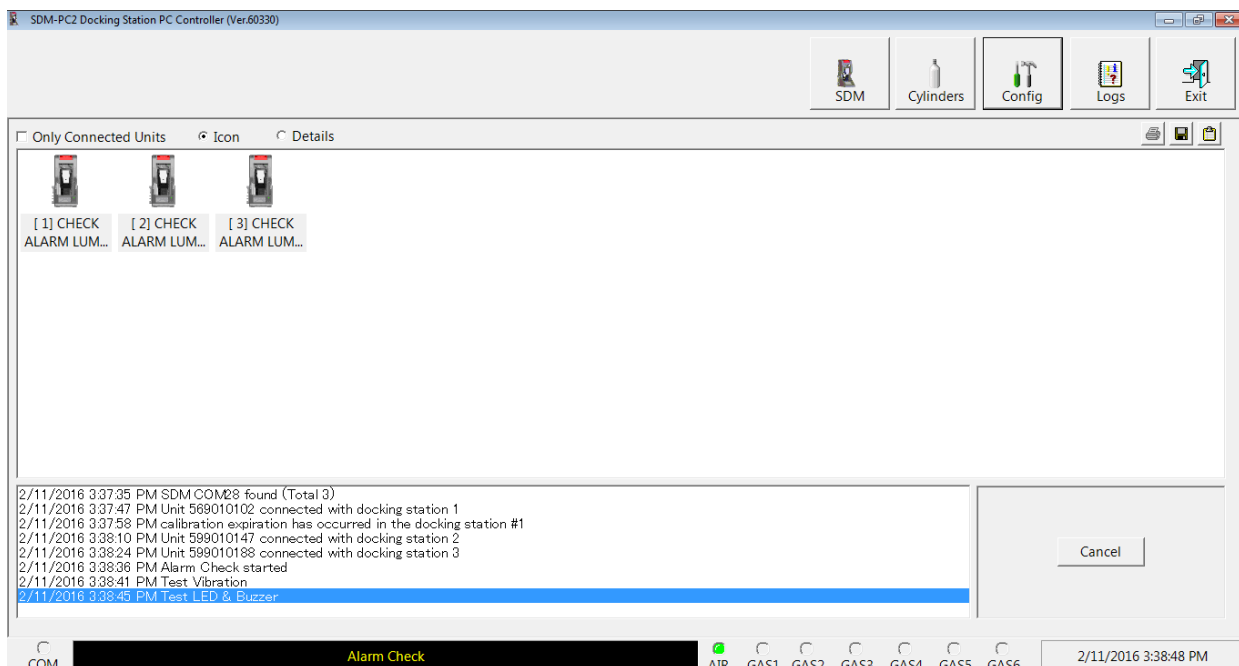 SDM-PC2 Docking Station PC Controller (Ver.60330)
SDM Cylinders Config Logs Exit
Only Connected Units Icon Details
[ 1] CHECK [ 2] CHECK [ 3] CHECK
ALARM LUM... ALARM LUM... ALARM LUM...
2/11/2016 3:37:35 PM SDM COM28 found (Total 3)
2/11/2016 3:37:47 PM Unit 569010102 connected with docking station 1
2/11/2016 3:37:58 PM calibration expiration has occurred in the docking station #1
2/11/2016 3:38:10 PM Unit 599010147 connected with docking station 2
2/11/2016 3:38:24 PM Unit 599010188 connected with docking station 3
2/11/2016 3:38:36 PM Alarm Check started
2/11/2016 3:38:41 PM Test Vibration
2/11/2016 3:38:45 PM Test LED & Buzzer
Cancel
COM Alarm Check AIR GAS1 GAS2 GAS3 GAS4 GAS5 GAS6 2/11/2016 3:38:48 PM